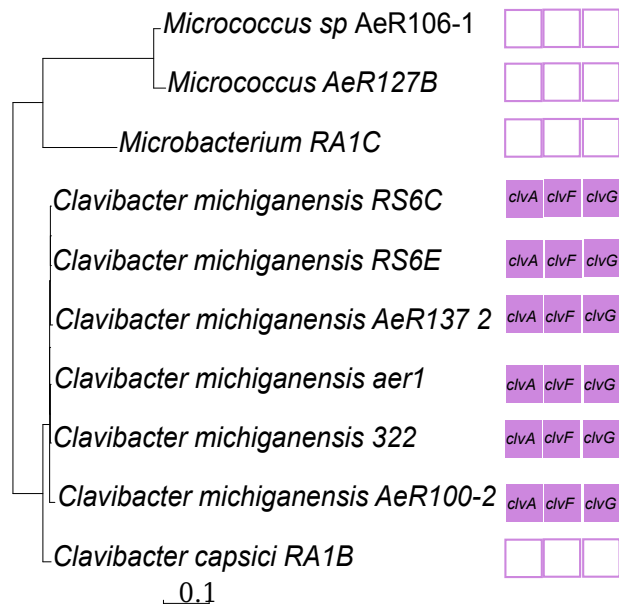 Micrococcus sp AeR106-1
Micrococcus AeR127B
Microbacterium RA1C
Clavibacter michiganensis RS6C clvA clvF clvG
Clavibacter michiganensis RS6E clvA clvF clvG
Clavibacter michiganensis AeR137 2 clvA clvF clvG
Clavibacter michiganensis aer1 clvA clvF clvG
Clavibacter michiganensis 322 clvA clvF clvG
Clavibacter michiganensis AeR100-2 clvA clvF clvG
Clavibacter capsici RA1B
0.1